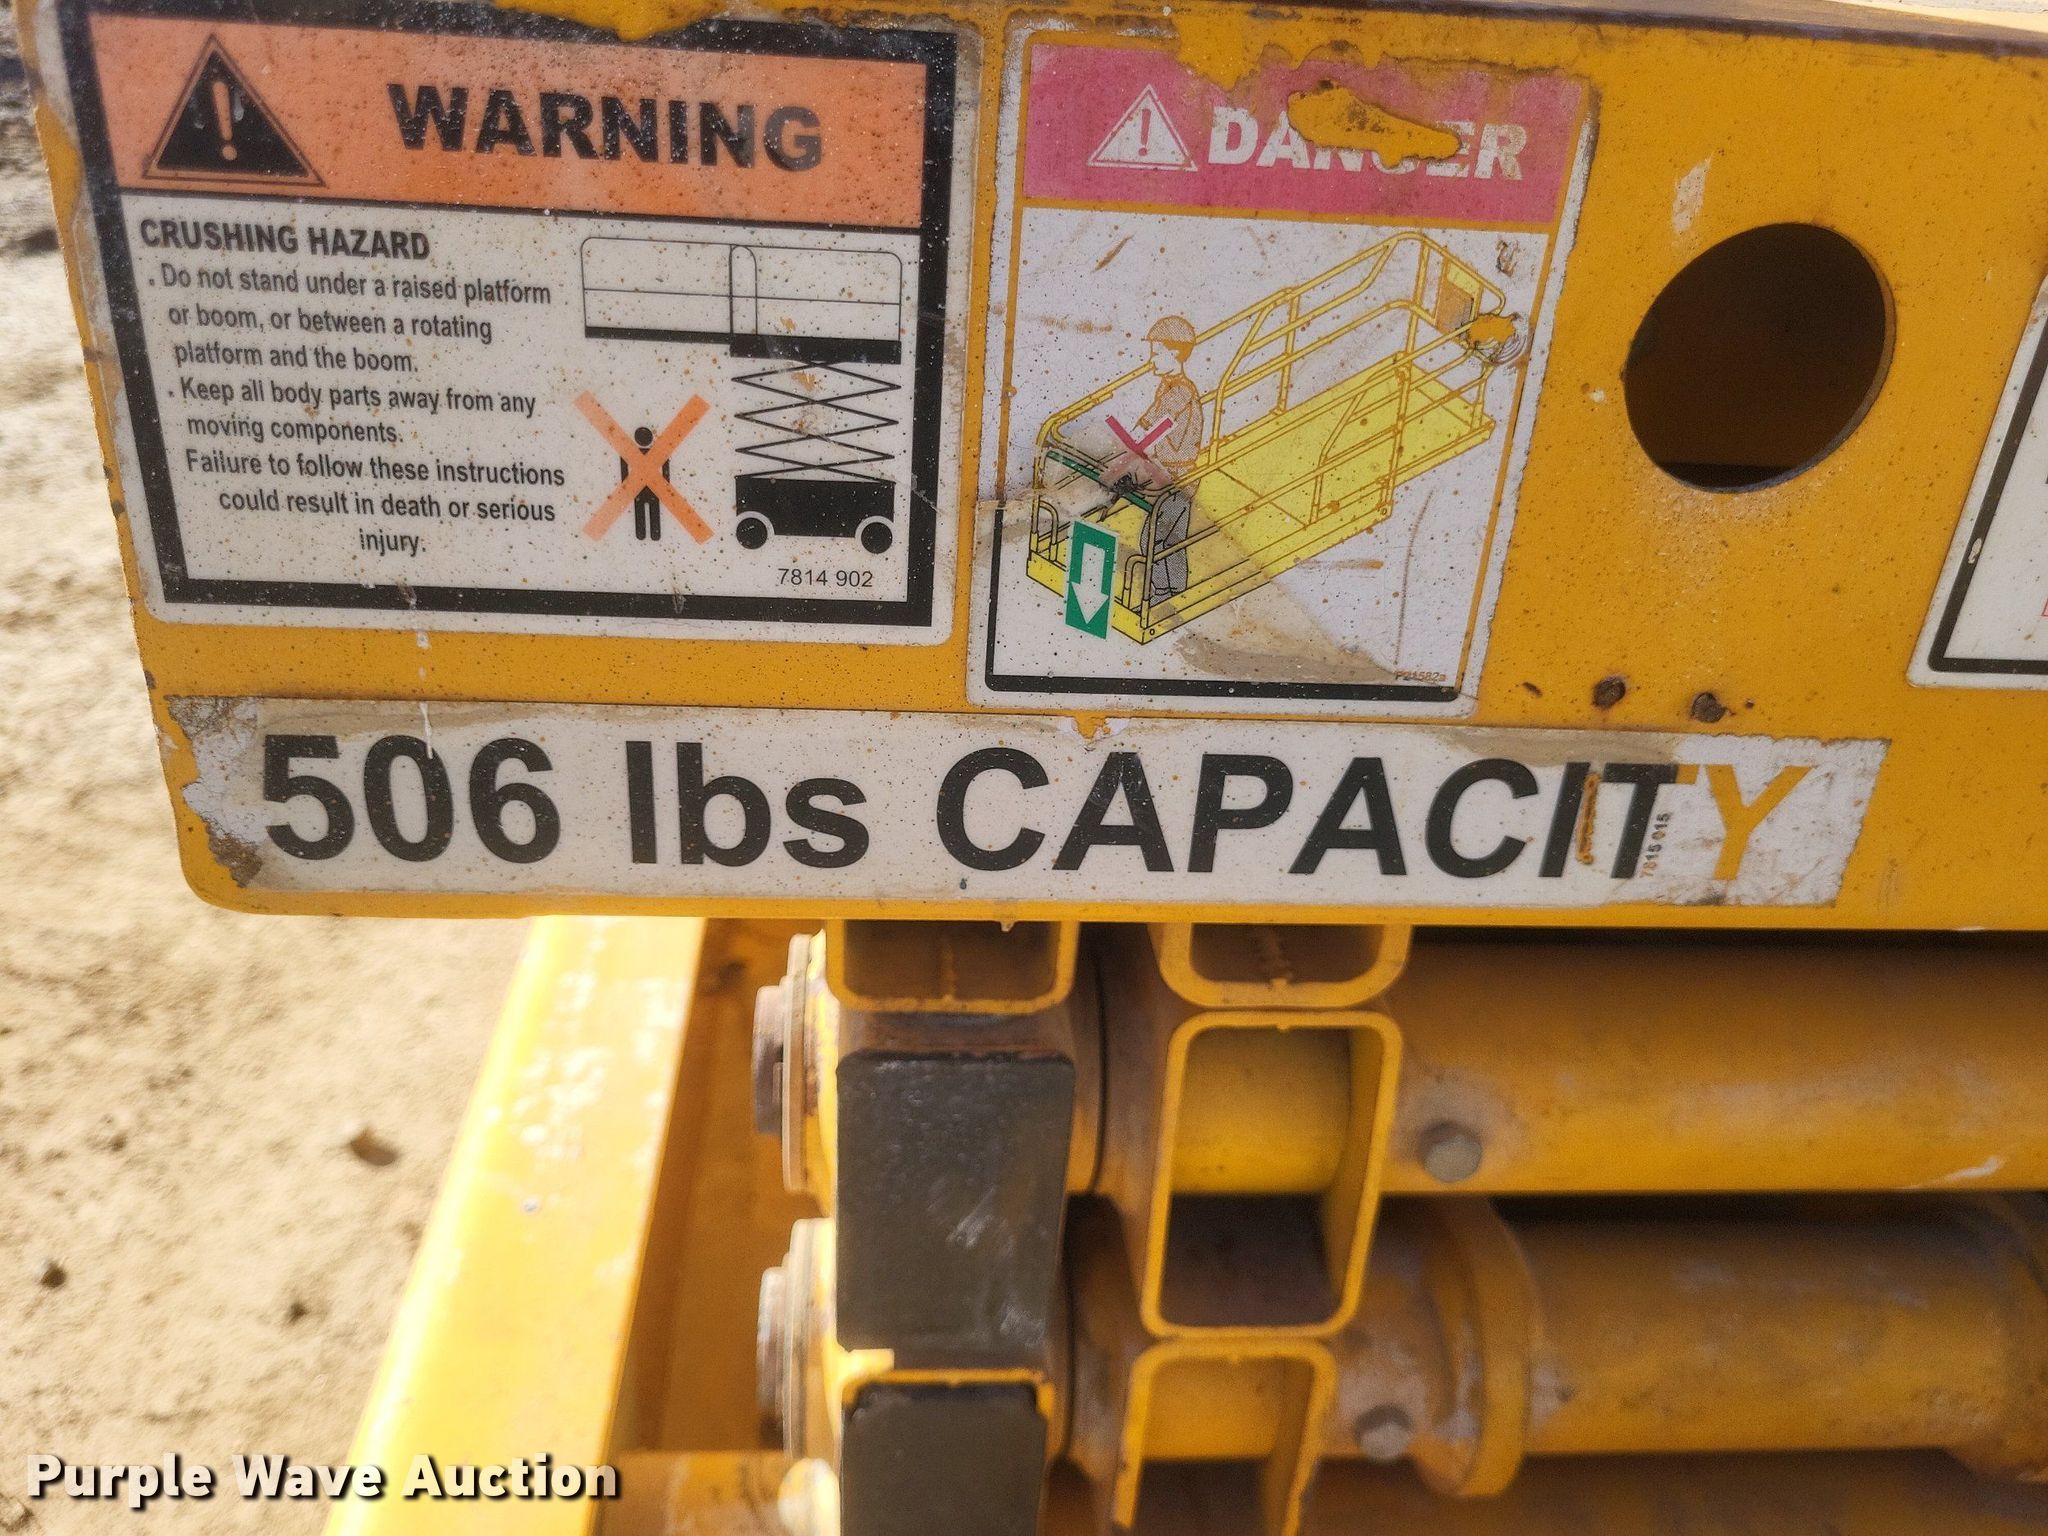 WARNING
CRUSHING HAZARD
. Do not stand under a raised platform
or boom, or between a rotating
platform and the boom.
. Keep all body parts away from any
moving components.
Failure to follow these instructions
could result in death or serious
injury.
7814 902
DANGER
506 lbs CAPACITY
7815 015
Purple Wave Auction